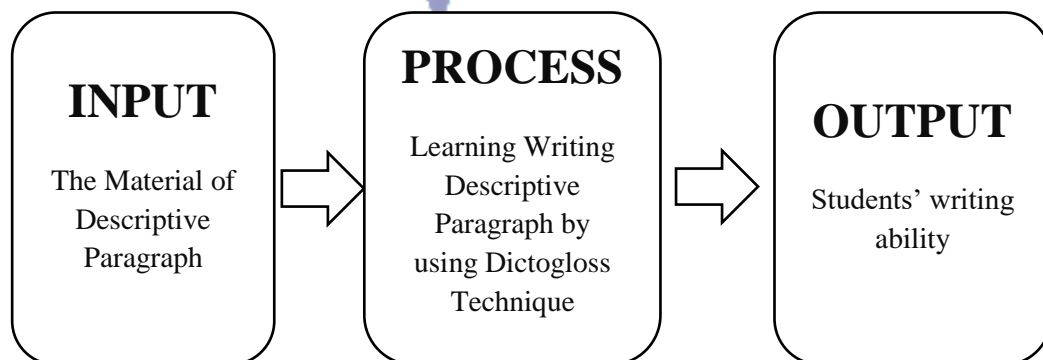 INPUT
The Material of
Descriptive
Paragraph
PROCESS
Learning Writing
Descriptive
Paragraph by
using Dictogloss
Technique
OUTPUT
Students’ writing
ability